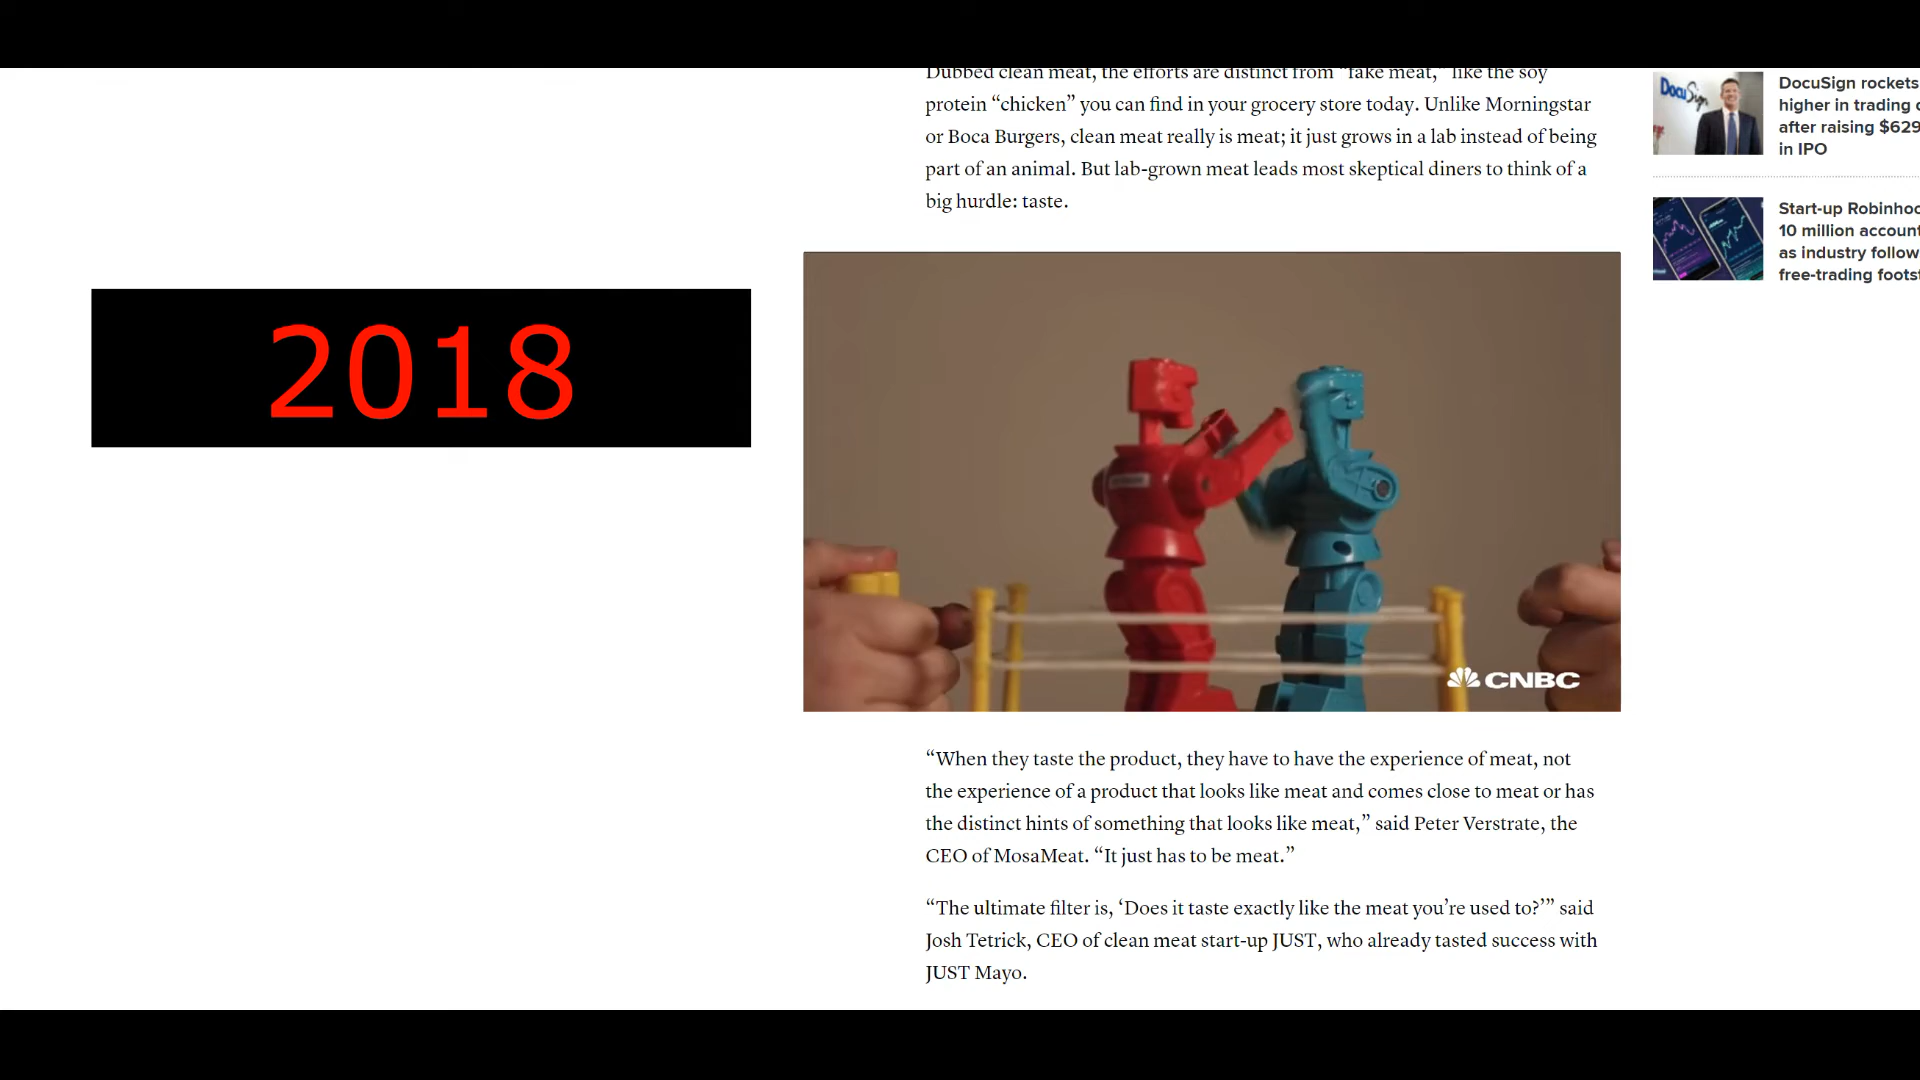 Dubbed clean meat, the efforts are distinct from “fake meat,” like the soy
protein “chicken” you can find in your grocery store today. Unlike Morningstar
or Boca Burgers, clean meat really is meat; it just grows in a lab instead of being
part of an animal. But lab-grown meat leads most skeptical diners to think of a
big hurdle: taste.
2018
CNBC
“When they taste the product, they have to have the experience of meat, not
the experience of a product that looks like meat and comes close to meat or has
the distinct hints of something that looks like meat,” said Peter Verstrate, the
CEO of MosaMeat. “It just has to be meat.”
“The ultimate filter is, ‘Does it taste exactly like the meat you’re used to?’” said
Josh Tetrick, CEO of clean meat start-up JUST, who already tasted success with
JUST Mayo.
DocuSign
DocuSign rockets
higher in trading
after raising $629
in IPO
Start-up Robinhoo
10 million account
as industry follow
free-trading footst